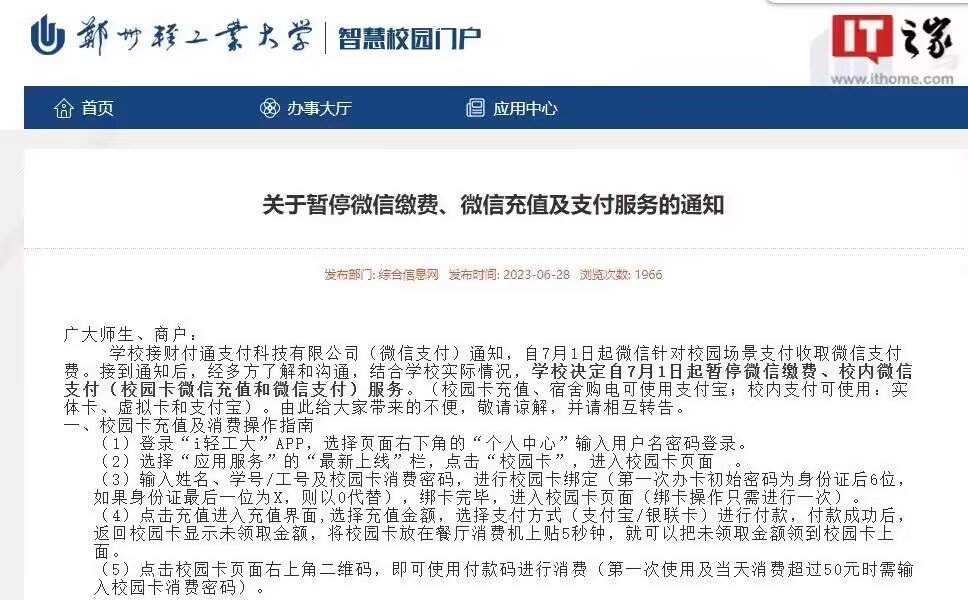 郑州轻工业大学 智慧校园门户
IT之家
www.ithome.com
首页 办事大厅 应用中心
关于暂停微信缴费、微信充值及支付服务的通知
发布部门: 综合信息网 发布时间: 2023-06-28 浏览次数: 1966
广大师生、商户：
学校接财付通支付科技有限公司（微信支付）通知，自7月1日起微信针对校园场景支付收取微信支付
费。接到通知后，经多方了解和沟通，结合学校实际情况，学校决定自7月1日起暂停微信缴费、校内微信
支付（校园卡微信充值和微信支付）服务。（校园卡充值、宿舍购电可使用支付宝；校内支付可使用：实
体卡、虚拟卡和支付宝）。由此给大家带来的不便，敬请谅解，并请相互转告。
一、校园卡充值及消费操作指南
（1）登录“i轻工大”APP，选择页面右下角的“个人中心”输入用户名密码登录。
（2）选择“应用服务”的“最新上线”栏，点击“校园卡”，进入校园卡页面 。
（3）输入姓名、学号/工号及校园卡消费密码，进行校园卡绑定（第一次办卡初始密码为身份证后6位，
如果身份证最后一位为X，则以0代替），绑卡完毕，进入校园卡页面（绑卡操作只需进行一次）。
（4）点击充值进入充值界面,选择充值金额，选择支付方式（支付宝/银联卡）进行付款，付款成功后，
返回校园卡显示未领取金额，将校园卡放在餐厅消费机上贴5秒钟，就可以把未领取金额领到校园卡上
面。
（5）点击校园卡页面右上角二维码，即可使用付款码进行消费（第一次使用及当天消费超过50元时需输
入校园卡消费密码）。